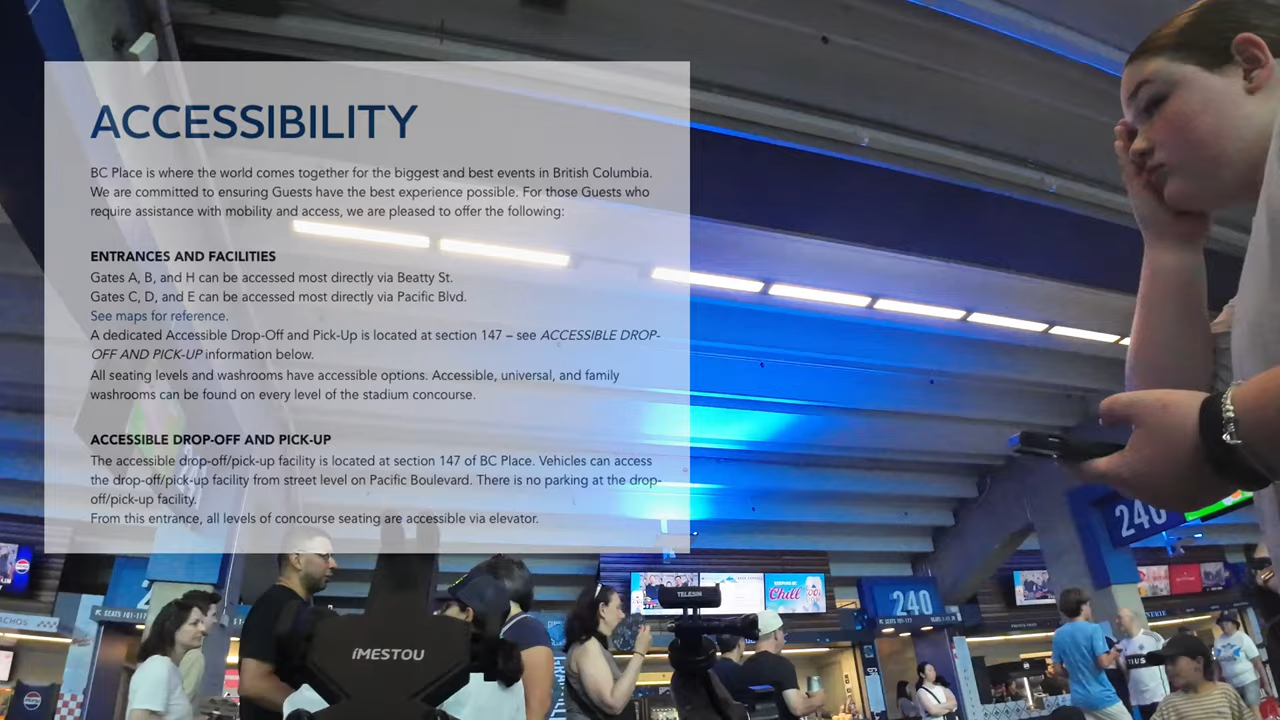 ACCESSIBILITY
BC Place is where the world comes together for the biggest and best events in British Columbia.
We are committed to ensuring Guests have the best experience possible. For those Guests who
require assistance with mobility and access, we are pleased to offer the following:
ENTRANCES AND FACILITIES
Gates A, B, and H can be accessed most directly via Beatty St.
Gates C, D, and E can be accessed most directly via Pacific Blvd.
See maps for reference.
A dedicated Accessible Drop-Off and Pick-Up is located at section 147 – see ACCESSIBLE DROP-
OFF AND PICK-UP information below.
All seating levels and washrooms have accessible options. Accessible, universal, and family
washrooms can be found on every level of the stadium concourse.
ACCESSIBLE DROP-OFF AND PICK-UP
The accessible drop-off/pick-up facility is located at section 147 of BC Place. Vehicles can access
the drop-off/pick-up facility from street level on Pacific Boulevard. There is no parking at the drop-
off/pick-up facility.
From this entrance, all levels of concourse seating are accessible via elevator.
240
TELESIN
Chill
240
iMESTOU
pepsi